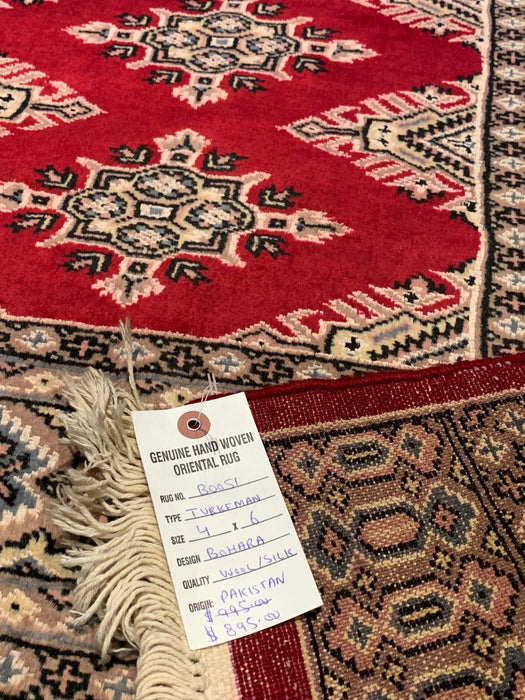 GENUINE HAND WOVEN
ORIENTAL RUG
RUG NO. B0051
TYPE TURKEMAN
SIZE 4 X 6
DESIGN BOHARA
QUALITY WOOL/SILK
ORIGIN: PAKISTAN
$ 995.00
$ 895.00